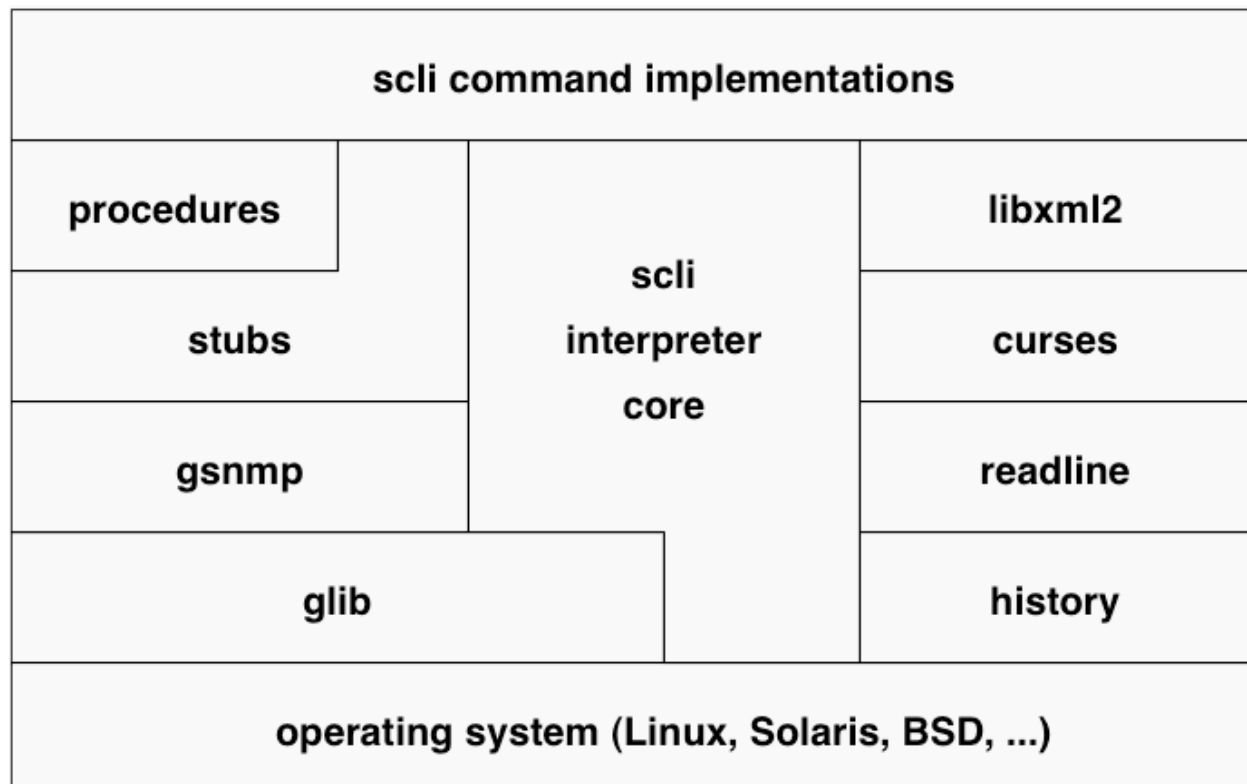 scli command implementations
procedures
libxml2
scli
interpreter
core
stubs
curses
gsnmp
readline
glib
history
operating system (Linux, Solaris, BSD, ...)